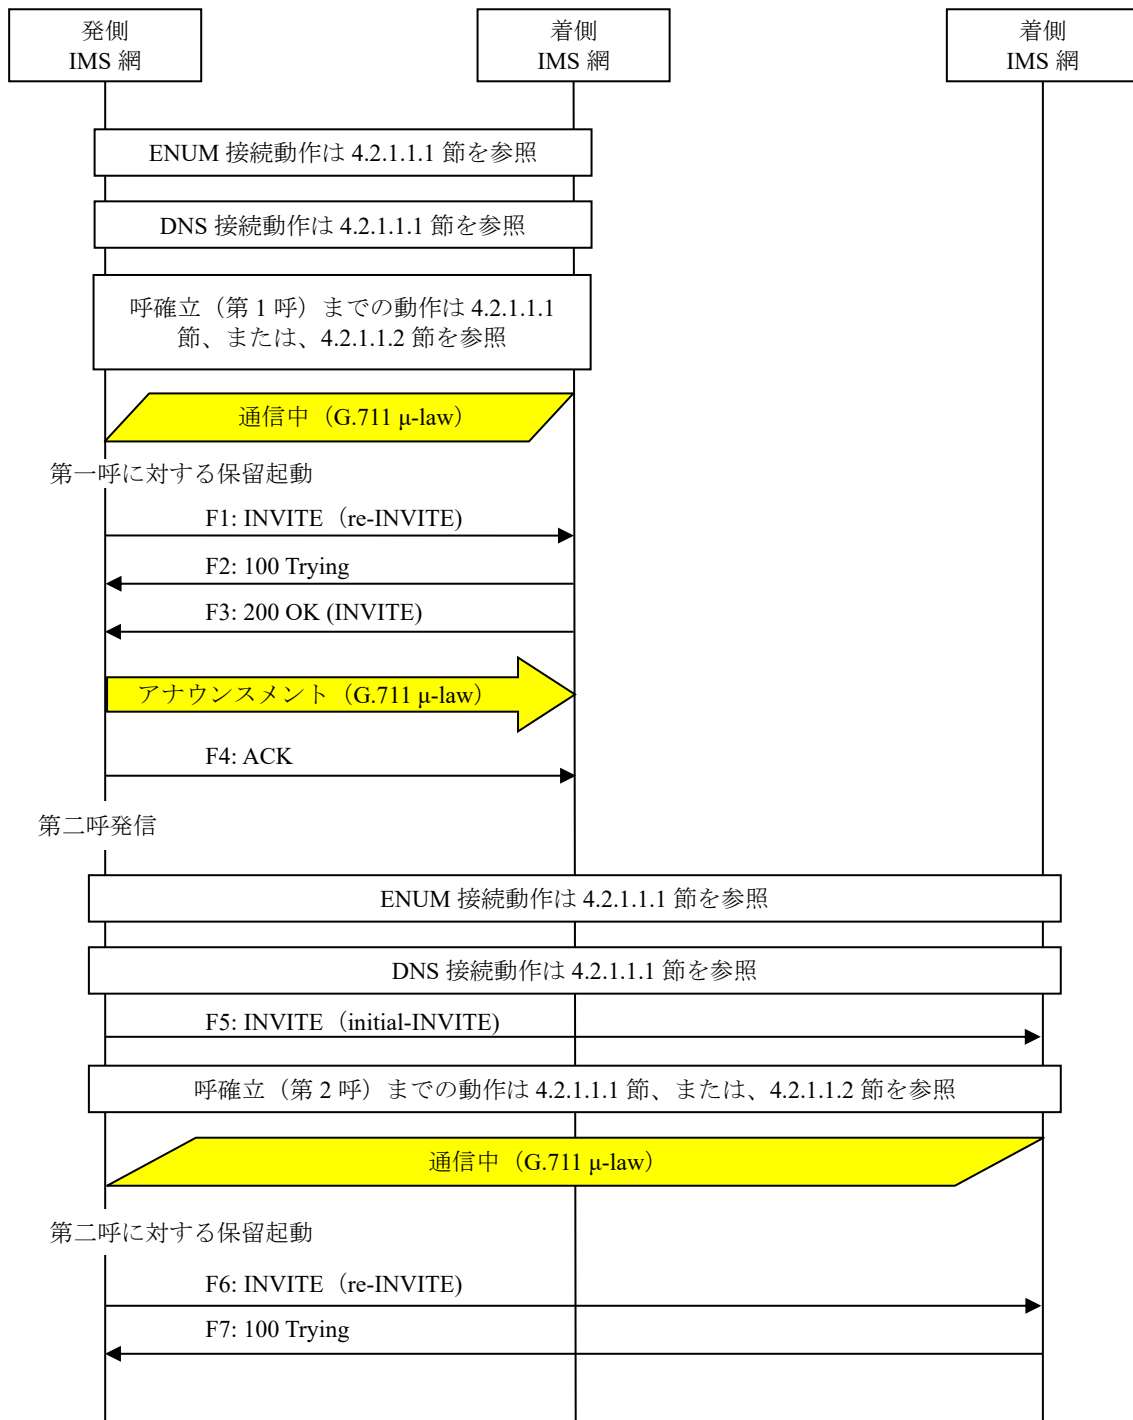 発側
IMS 網
着側
IMS 網
着側
IMS 網
ENUM 接続動作は 4.2.1.1.1 節を参照
DNS 接続動作は 4.2.1.1.1 節を参照
呼確立（第 1 呼）までの動作は 4.2.1.1.1
節、または、4.2.1.1.2 節を参照
通信中（G.711 μ-law）
第一呼に対する保留起動
F1: INVITE（re-INVITE)
F2: 100 Trying
F3: 200 OK (INVITE)
アナウンスメント（G.711 μ-law）
F4: ACK
第二呼発信
ENUM 接続動作は 4.2.1.1.1 節を参照
DNS 接続動作は 4.2.1.1.1 節を参照
F5: INVITE（initial-INVITE)
呼確立（第 2 呼）までの動作は 4.2.1.1.1 節、または、4.2.1.1.2 節を参照
通信中（G.711 μ-law）
第二呼に対する保留起動
F6: INVITE（re-INVITE)
F7: 100 Trying